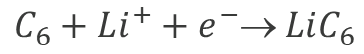 C₆ + Li⁺ + e⁻ → LiC₆